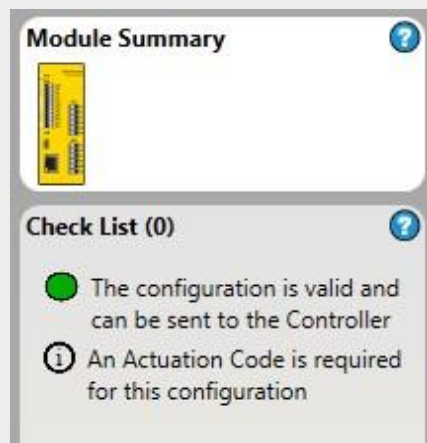 Module Summary
?
Check List (0)
?
The configuration is valid and
can be sent to the Controller
i An Actuation Code is required
for this configuration